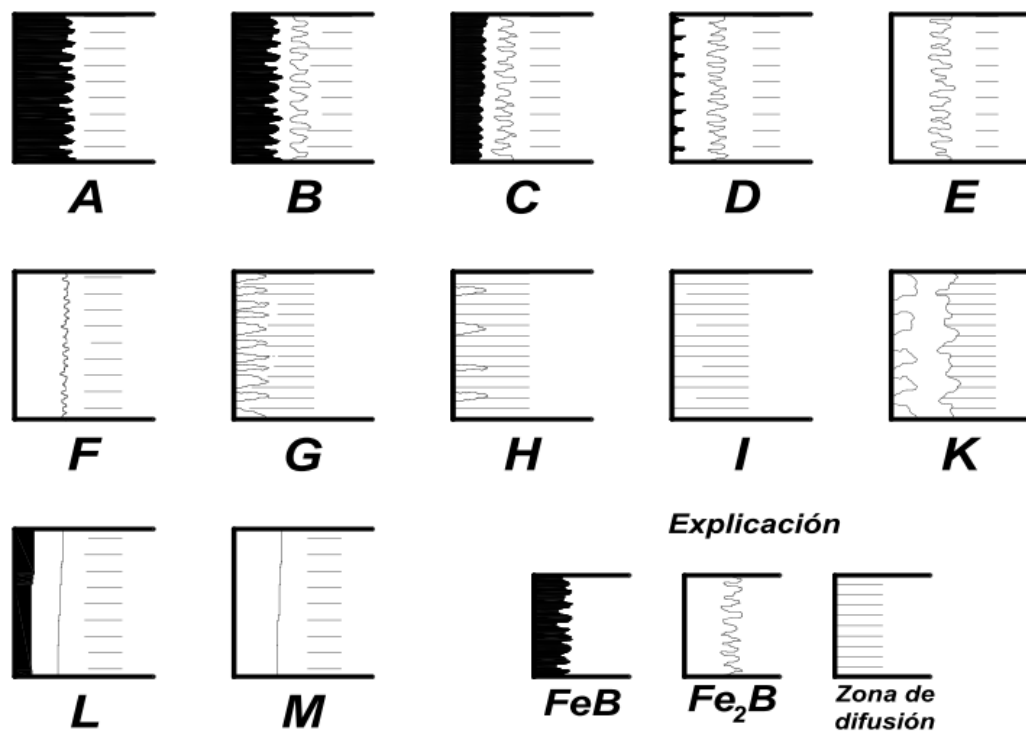 A B C D E
F G H I K
Explicación
L M FeB Fe₂B Zona de
difusión